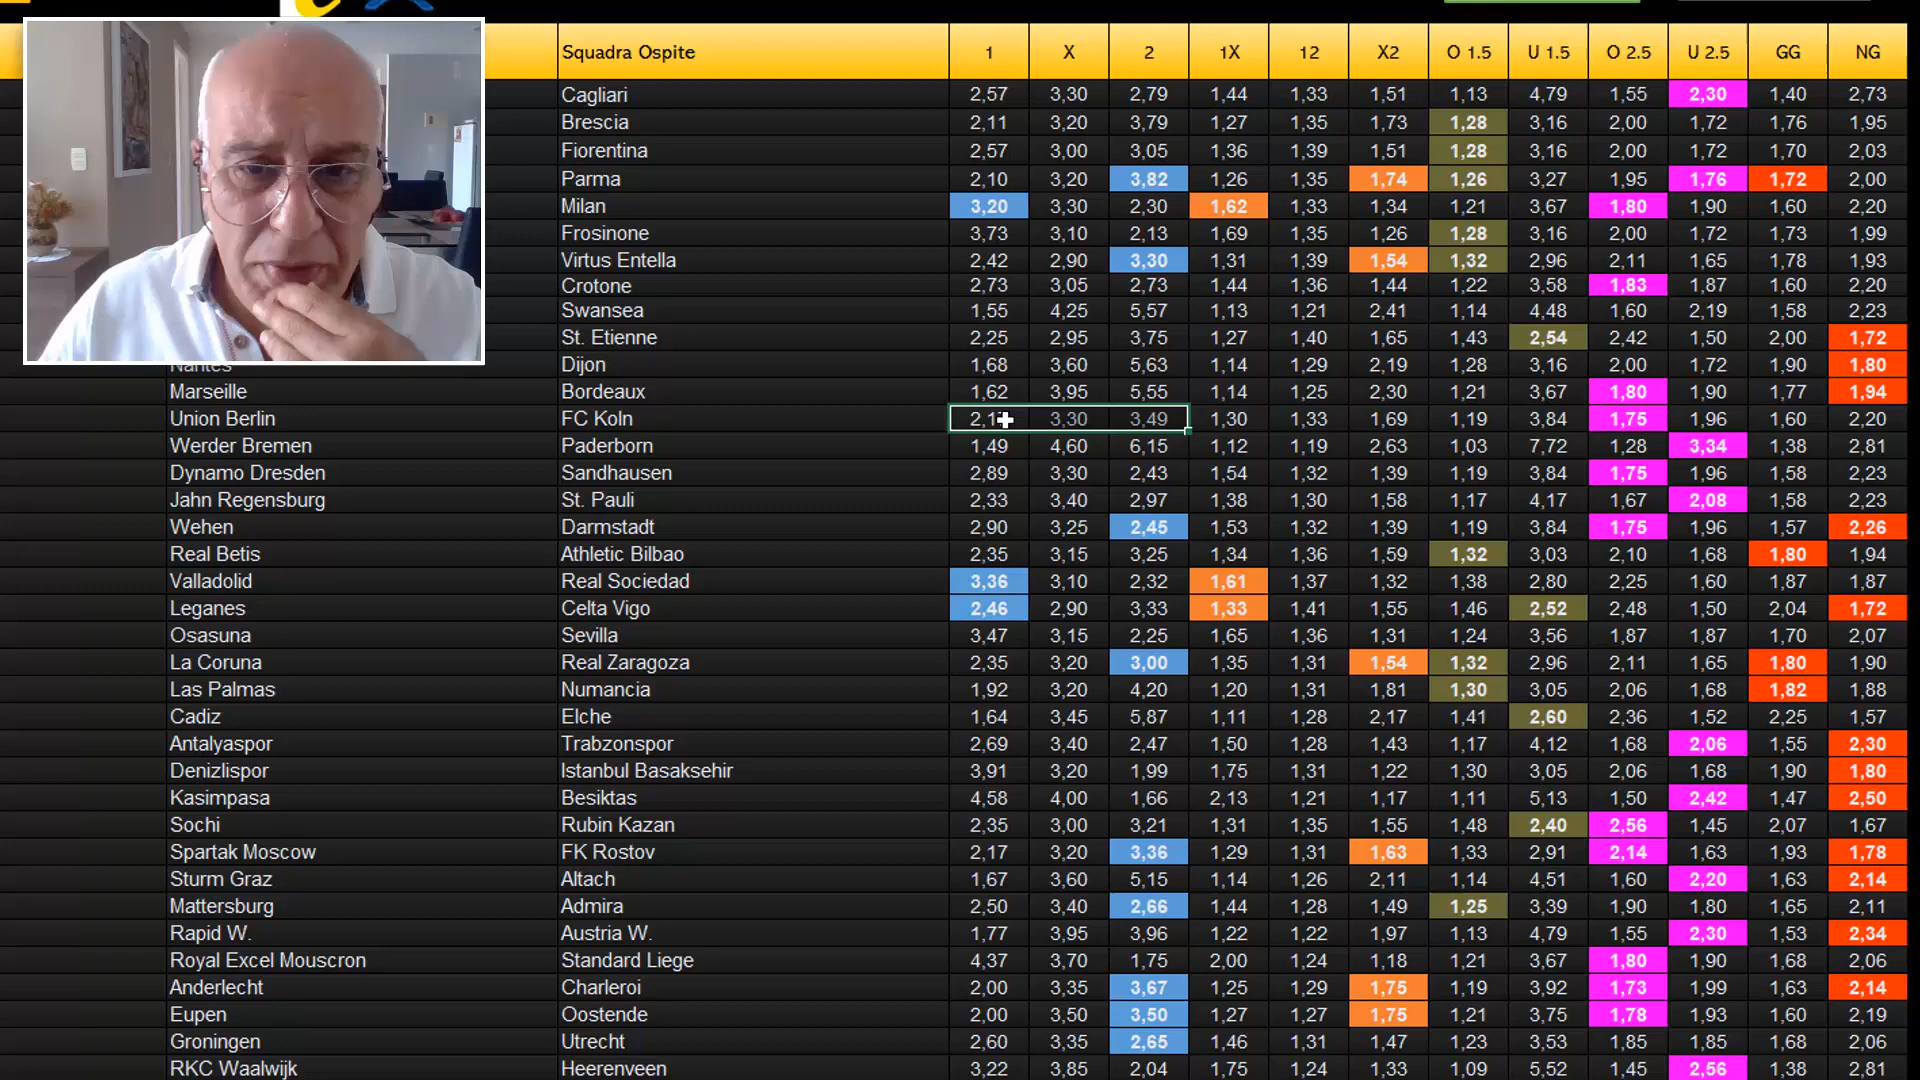 Squadra Ospite 1 X 2 1X 12 X2 O 1.5 U 1.5 O 2.5 U 2.5 GG NG
Cagliari 2,57 3,30 2,79 1,44 1,33 1,51 1,13 4,79 1,55 2,30 1,40 2,73
Brescia 2,11 3,20 3,79 1,27 1,35 1,73 1,28 3,16 2,00 1,72 1,76 1,95
Fiorentina 2,57 3,00 3,05 1,36 1,39 1,51 1,28 3,16 2,00 1,72 1,70 2,03
Parma 2,10 3,20 3,82 1,26 1,35 1,74 1,26 3,27 1,95 1,76 1,72 2,00
Milan 3,20 3,30 2,30 1,62 1,33 1,34 1,21 3,67 1,80 1,90 1,60 2,20
Frosinone 3,73 3,10 2,13 1,69 1,35 1,26 1,28 3,16 2,00 1,72 1,73 1,99
Virtus Entella 2,42 2,90 3,30 1,31 1,39 1,54 1,32 2,96 2,11 1,65 1,78 1,93
Crotone 2,73 3,05 2,73 1,44 1,36 1,44 1,22 3,58 1,83 1,87 1,60 2,20
Swansea 1,55 4,25 5,57 1,13 1,21 2,41 1,14 4,48 1,60 2,19 1,58 2,23
St. Etienne 2,25 2,95 3,75 1,27 1,40 1,65 1,43 2,54 2,42 1,50 2,00 1,72
Nantes Dijon 1,68 3,60 5,63 1,14 1,29 2,19 1,28 3,16 2,00 1,72 1,90 1,80
Marseille Bordeaux 1,62 3,95 5,55 1,14 1,25 2,30 1,21 3,67 1,80 1,90 1,77 1,94
Union Berlin FC Koln 3,30 3,49 1,30 1,33 1,69 1,19 3,84 1,75 1,96 1,60 2,20
Werder Bremen Paderborn 1,49 4,60 6,15 1,12 1,19 2,63 1,03 7,72 1,28 3,34 1,38 2,81
Dynamo Dresden Sandhausen 2,89 3,30 2,43 1,54 1,32 1,39 1,19 3,84 1,75 1,96 1,58 2,23
Jahn Regensburg St. Pauli 2,33 3,40 2,97 1,38 1,30 1,58 1,17 4,17 1,67 2,08 1,58 2,23
Wehen Darmstadt 2,90 3,25 2,45 1,53 1,32 1,39 1,19 3,84 1,75 1,96 1,57 2,26
Real Betis Athletic Bilbao 2,35 3,15 3,25 1,34 1,36 1,59 1,32 3,03 2,10 1,68 1,80 1,94
Valladolid Real Sociedad 3,36 3,10 2,32 1,61 1,37 1,32 1,38 2,80 2,25 1,60 1,87 1,87
Leganes Celta Vigo 2,46 2,90 3,33 1,33 1,41 1,55 1,46 2,52 2,48 1,50 2,04 1,72
Osasuna Sevilla 3,47 3,15 2,25 1,65 1,36 1,31 1,24 3,56 1,87 1,87 1,70 2,07
La Coruna Real Zaragoza 2,35 3,20 3,00 1,35 1,31 1,54 1,32 2,96 2,11 1,65 1,80 1,90
Las Palmas Numancia 1,92 3,20 4,20 1,20 1,31 1,81 1,30 3,05 2,06 1,68 1,82 1,88
Cadiz Elche 1,64 3,45 5,87 1,11 1,28 2,17 1,41 2,60 2,36 1,52 2,25 1,57
Antalyaspor Trabzonspor 2,69 3,40 2,47 1,50 1,28 1,43 1,17 4,12 1,68 2,06 1,55 2,30
Denizlispor Istanbul Basaksehir 3,91 3,20 1,99 1,75 1,31 1,22 1,30 3,05 2,06 1,68 1,90 1,80
Kasimpasa Besiktas 4,58 4,00 1,66 2,13 1,21 1,17 1,11 5,13 1,50 2,42 1,47 2,50
Sochi Rubin Kazan 2,35 3,00 3,21 1,31 1,35 1,55 1,48 2,40 2,56 1,45 2,07 1,67
Spartak Moscow FK Rostov 2,17 3,20 3,36 1,29 1,31 1,63 1,33 2,91 2,14 1,63 1,93 1,78
Sturm Graz Altach 1,67 3,60 5,15 1,14 1,26 2,11 1,14 4,51 1,60 2,20 1,63 2,14
Mattersburg Admira 2,50 3,40 2,66 1,44 1,28 1,49 1,25 3,39 1,90 1,80 1,65 2,11
Rapid W. Austria W. 1,77 3,95 3,96 1,22 1,22 1,97 1,13 4,79 1,55 2,30 1,53 2,34
Royal Excel Mouscron Standard Liege 4,37 3,70 1,75 2,00 1,24 1,18 1,21 3,67 1,80 1,90 1,68 2,06
Anderlecht Charleroi 2,00 3,35 3,67 1,25 1,29 1,75 1,19 3,92 1,73 1,99 1,63 2,14
Eupen Oostende 2,00 3,50 3,50 1,27 1,27 1,75 1,21 3,75 1,78 1,93 1,60 2,19
Groningen Utrecht 2,60 3,35 2,65 1,46 1,31 1,47 1,23 3,53 1,85 1,85 1,68 2,06
RKC Waalwijk Heerenveen 3,22 3,85 2,04 1,75 1,24 1,33 1,09 5,52 1,45 2,56 1,38 2,81